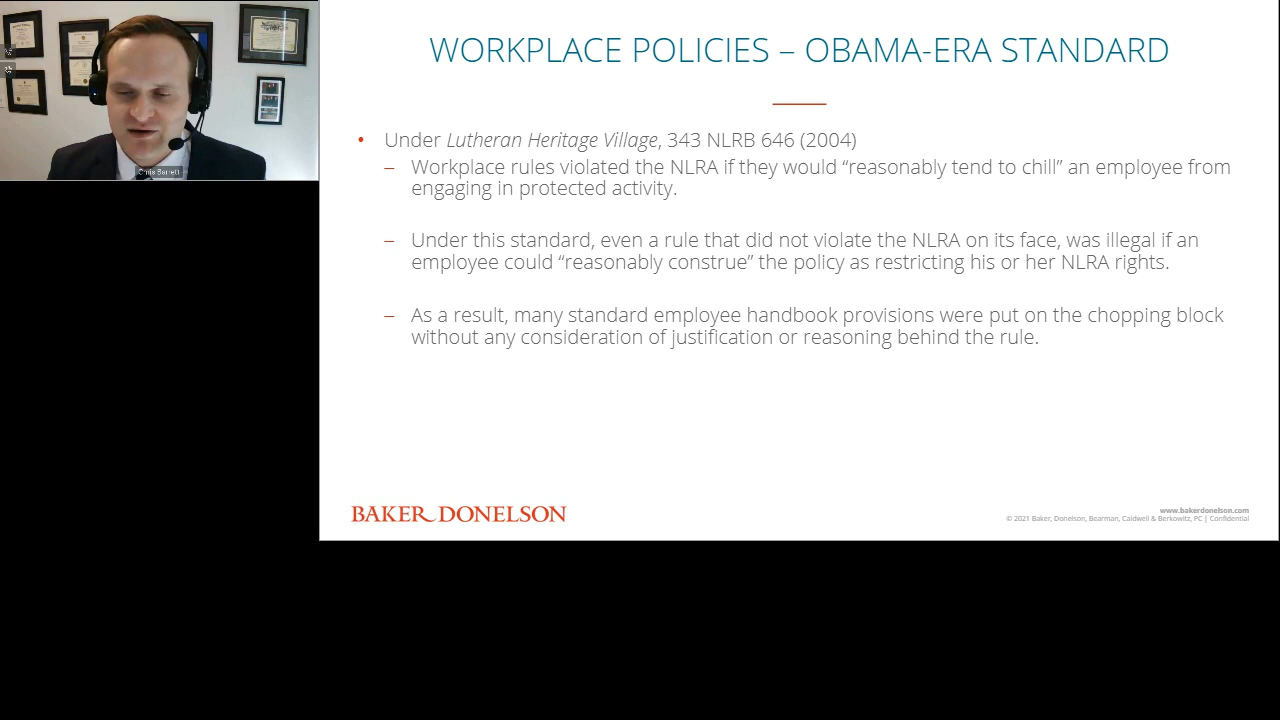 Chris Barrett
WORKPLACE POLICIES – OBAMA-ERA STANDARD
• Under Lutheran Heritage Village, 343 NLRB 646 (2004)
– Workplace rules violated the NLRA if they would “reasonably tend to chill” an employee from
engaging in protected activity.
– Under this standard, even a rule that did not violate the NLRA on its face, was illegal if an
employee could “reasonably construe” the policy as restricting his or her NLRA rights.
– As a result, many standard employee handbook provisions were put on the chopping block
without any consideration of justification or reasoning behind the rule.
BAKER DONELSON
www.bakerdonelson.com
© 2021 Baker, Donelson, Bearman, Caldwell & Berkowitz, PC | Confidential